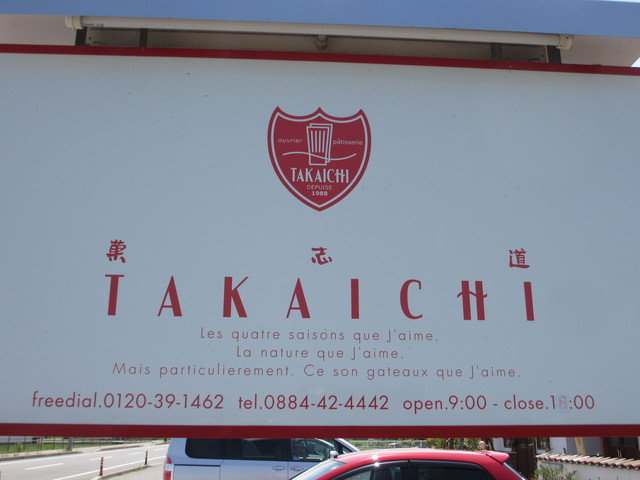 ouvrier pâtisserie
TAKAICHI
DEPUISE
1988
菓 志 道
TAKAICHI
Les quatre saisons que J'aime.
La nature que J'aime.
Mais particulierement. Ce son gateaux que J'aime.
freedial.0120-39-1462 tel.0884-42-4442 open.9:00 - close.